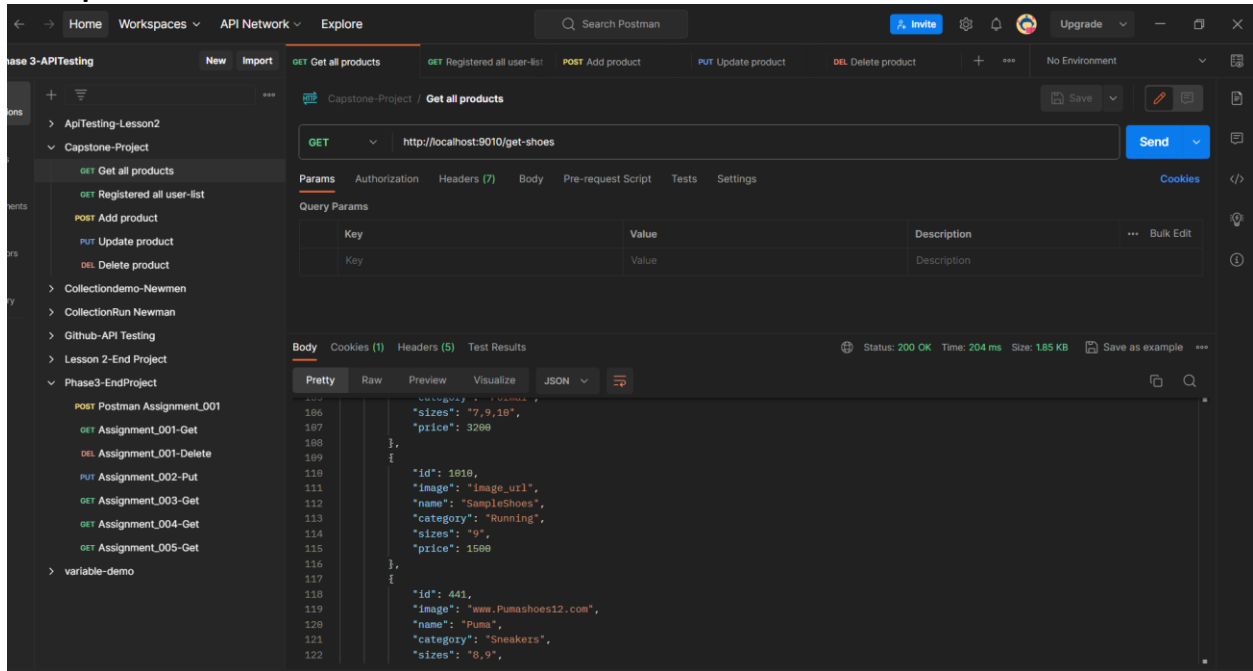 Home Workspaces API Network Explore Search Postman Invite Upgrade
hase 3-APITesting New Import GET Get all products GET Registered all user-list POST Add product PUT Update product DEL Delete product No Environment
Capstone-Project / Get all products Save
ApiTesting-Lesson2
Capstone-Project
GET Get all products
GET Registered all user-list
POST Add product
PUT Update product
DEL Delete product
Collectiondemo-Newmen
CollectionRun Newman
Github-API Testing
Lesson 2-End Project
Phase3-EndProject
POST Postman Assignment_001
GET Assignment_001-Get
DEL Assignment_001-Delete
PUT Assignment_002-Put
GET Assignment_003-Get
GET Assignment_004-Get
GET Assignment_005-Get
variable-demo
GET http://localhost:9010/get-shoes Send
Params Authorization Headers (7) Body Pre-request Script Tests Settings Cookies
Query Params
Key Value Description Bulk Edit
Key Value Description
Body Cookies (1) Headers (5) Test Results Status: 200 OK Time: 204 ms Size: 1.85 KB Save as example
Pretty Raw Preview Visualize JSON
106 "sizes": "7,9,10",
107 "price": 3200
108 },
109 {
110 "id": 1010,
111 "image": "image_url",
112 "name": "SampleShoes",
113 "category": "Running",
114 "sizes": "9",
115 "price": 1500
116 },
117 {
118 "id": 441,
119 "image": "www.Pumashoes12.com",
120 "name": "Puma",
121 "category": "Sneakers",
122 "sizes": "8,9",